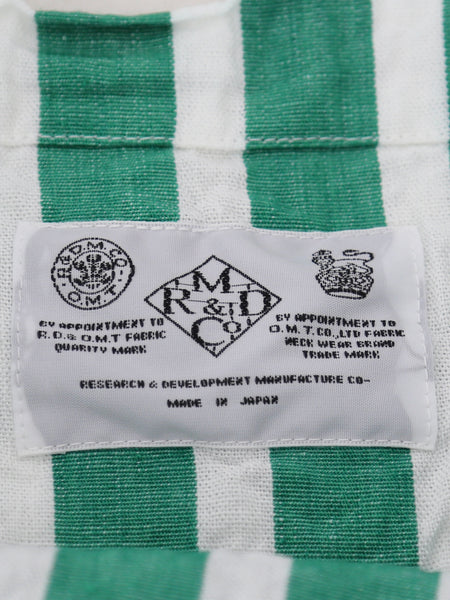 R.&D.M.CO.
O.M.T.
M
R & D
Co.
BY APPOINTMENT TO
R.D.& O.M.T FABRIC
QUALITY MARK
BY APPOINTMENT TO
O.M.T.CO.,LTD FABRIC
NECK WEAR BRAND
TRADE MARK
RESEARCH & DEVELOPMENT MANUFACTURE CO-
MADE IN JAPAN